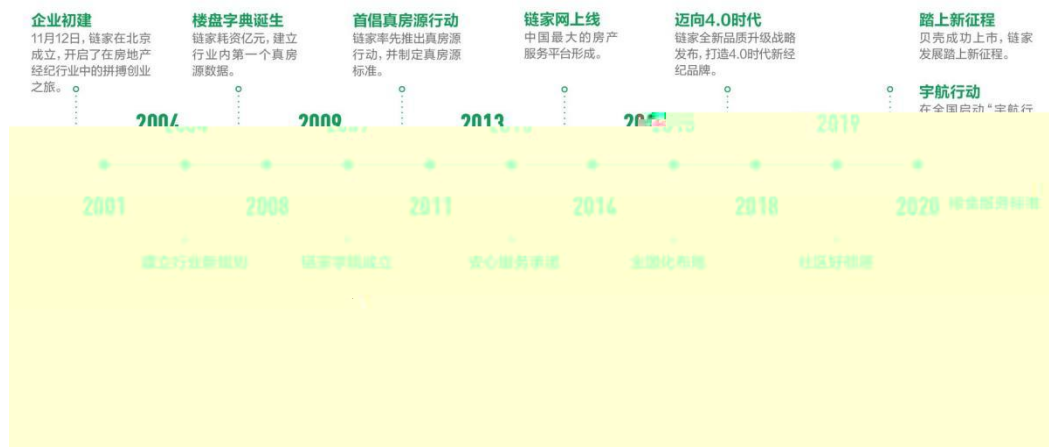 企业初建
11月12日，链家在北京
成立，开启了在房地产
经纪行业中的拼搏创业
之旅。
楼盘字典诞生
链家耗资亿元，建立
行业内第一个真房
源数据。
首倡真房源行动
链家率先推出真房源
行动，并制定真房源
标准。
链家网上线
中国最大的房产
服务平台形成。
迈向4.0时代
链家全新品质升级战略
发布，打造4.0时代新经
纪品牌。
踏上新征程
贝壳成功上市，链家
发展踏上新征程。
宇航行动
在全国启动“宇航行
2004
2009
2013
2015
2019
2001
2008
2011
2014
2018
2020
建立行业新规则
链家学院成立
安心服务承诺
全国化布局
社区好邻居